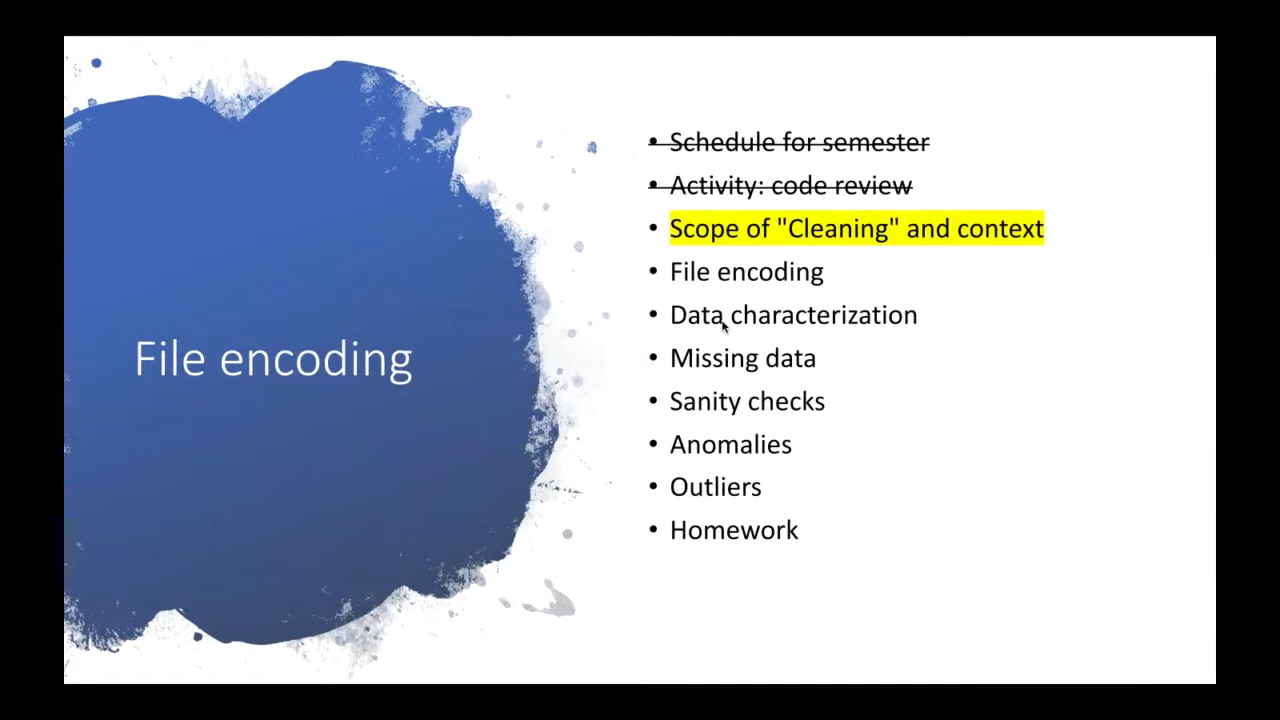 File encoding
• Schedule for semester
• Activity: code review
• Scope of "Cleaning" and context
• File encoding
• Data characterization
• Missing data
• Sanity checks
• Anomalies
• Outliers
• Homework